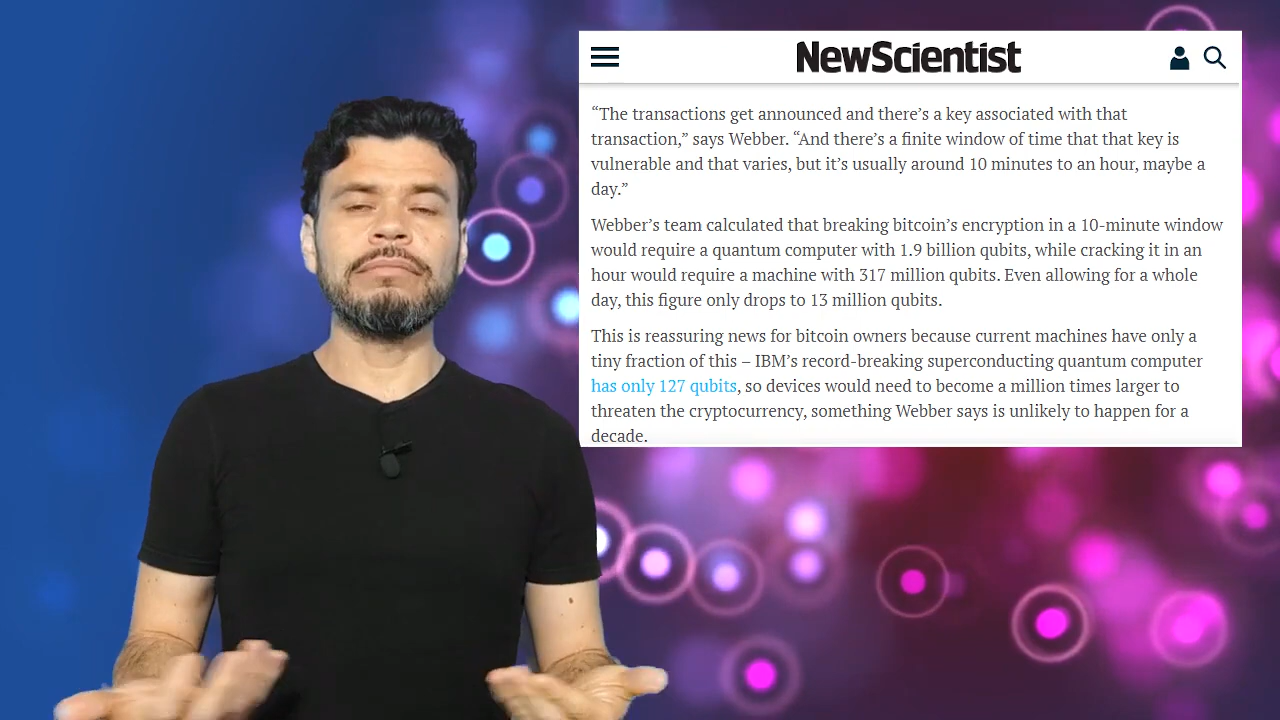 NewScientist
“The transactions get announced and there’s a key associated with that
transaction,” says Webber. “And there’s a finite window of time that that key is
vulnerable and that varies, but it’s usually around 10 minutes to an hour, maybe a
day.”
Webber’s team calculated that breaking bitcoin’s encryption in a 10-minute window
would require a quantum computer with 1.9 billion qubits, while cracking it in an
hour would require a machine with 317 million qubits. Even allowing for a whole
day, this figure only drops to 13 million qubits.
This is reassuring news for bitcoin owners because current machines have only a
tiny fraction of this – IBM’s record-breaking superconducting quantum computer
has only 127 qubits, so devices would need to become a million times larger to
threaten the cryptocurrency, something Webber says is unlikely to happen for a
decade.